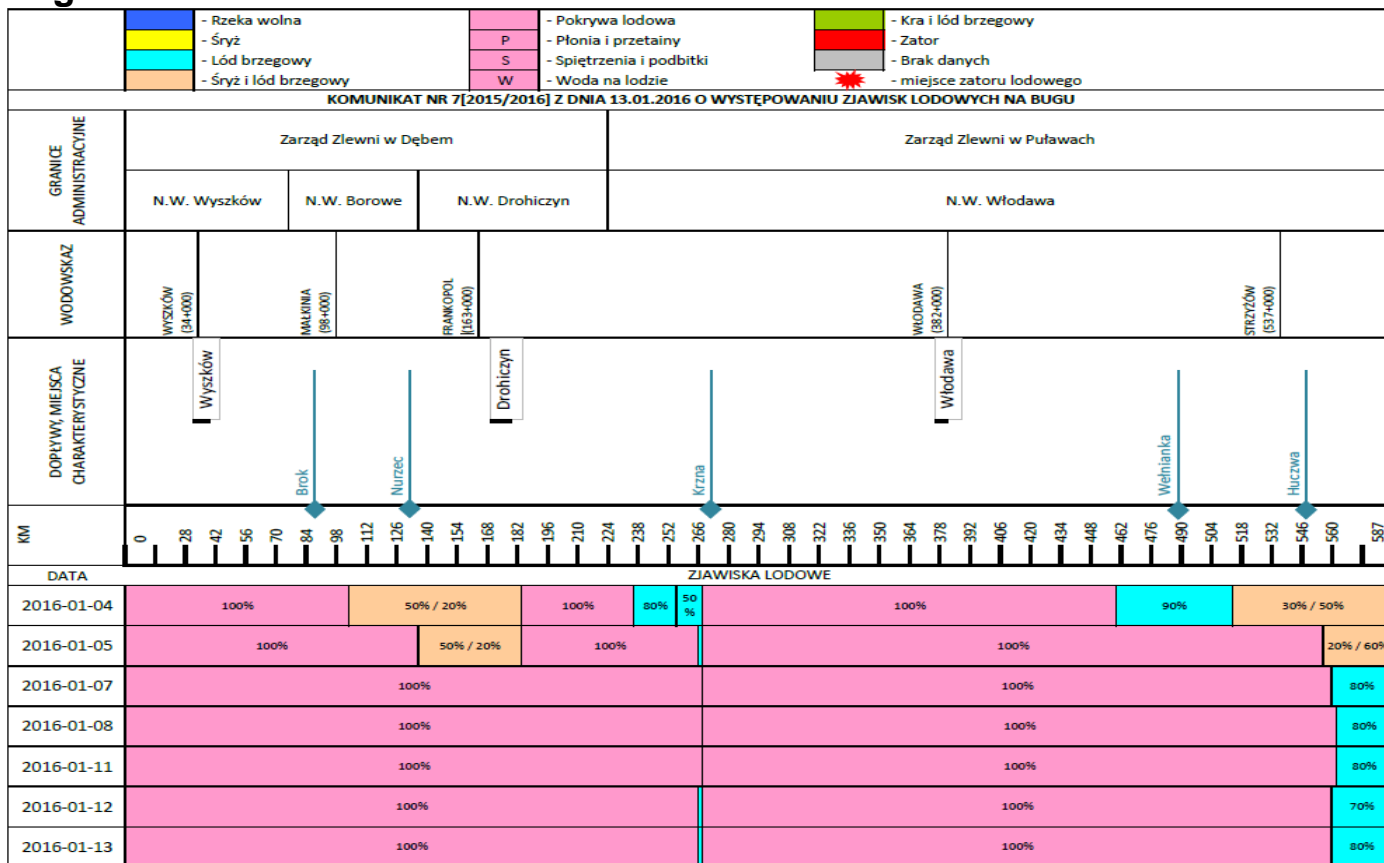 - Rzeka wolna
- Śryż
- Lód brzegowy
- Śryż i lód brzegowy
- Pokrywa lodowa
P - Płonia i przetainy
S - Spiętrzenia i podbitki
W - Woda na lodzie
- Kra i lód brzegowy
- Zator
- Brak danych
- miejsce zatoru lodowego
KOMUNIKAT NR 7[2015/2016] Z DNIA 13.01.2016 O WYSTĘPOWANIU ZJAWISK LODOWYCH NA BUGU
GRANICE
ADMINISTRACYJNE
Zarząd Zlewni w Dębem
Zarząd Zlewni w Puławach
N.W. Wyszków
N.W. Borowe
N.W. Drohiczyn
N.W. Włodawa
WODOWSKAZ
WYSZKÓW
(34+000)
MAŁKINIA
(98+000)
FRANKOPOL
(163+000)
WŁODAWA
(382+000)
STRZYŻÓW
(537+000)
DOPŁYWY, MIEJSCA
CHARAKTERYSTYCZNE
Wyszków
Brok
Nurzec
Drohiczyn
Krzna
Włodawa
Wełnianka
Huczwa
KM 0 28 42 56 70 84 98 112 126 140 154 168 182 196 210 224 238 252 266 280 294 308 322 336 350 364 378 392 406 420 434 448 462 476 490 504 518 532 546 560 587
DATA ZJAWISKA LODOWE
2016-01-04 100% 50% / 20% 100% 80% 50 % 100% 90% 30% / 50%
2016-01-05 100% 50% / 20% 100% 100% 20% / 60%
2016-01-07 100% 100% 80%
2016-01-08 100% 100% 80%
2016-01-11 100% 100% 80%
2016-01-12 100% 100% 70%
2016-01-13 100% 100% 80%